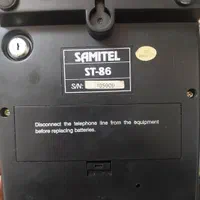 SAMITEL
ST-86
S/N:
Disconnect the telephone line from the equipment
before replacing batteries.